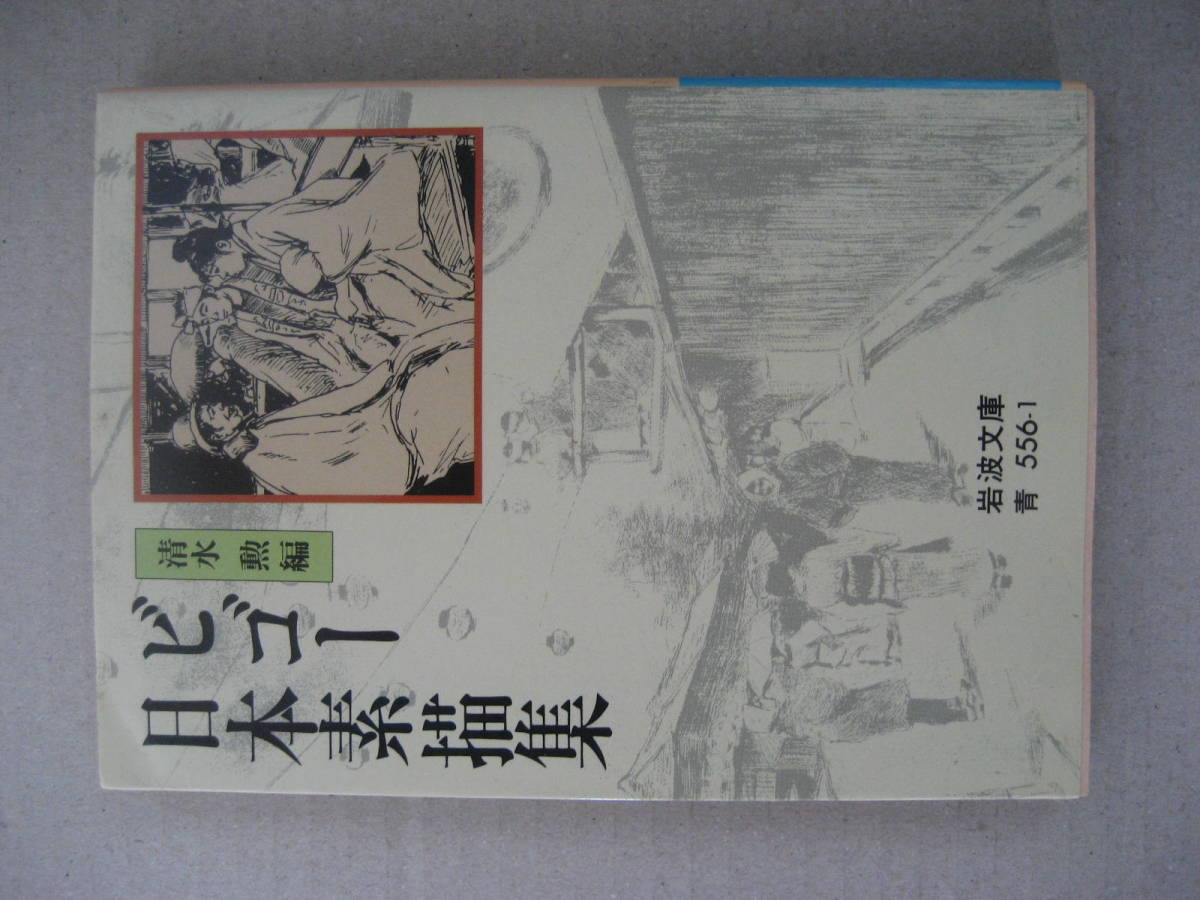 ビゴー
日本素描集
清水 勲編
岩波文庫
青 556-1